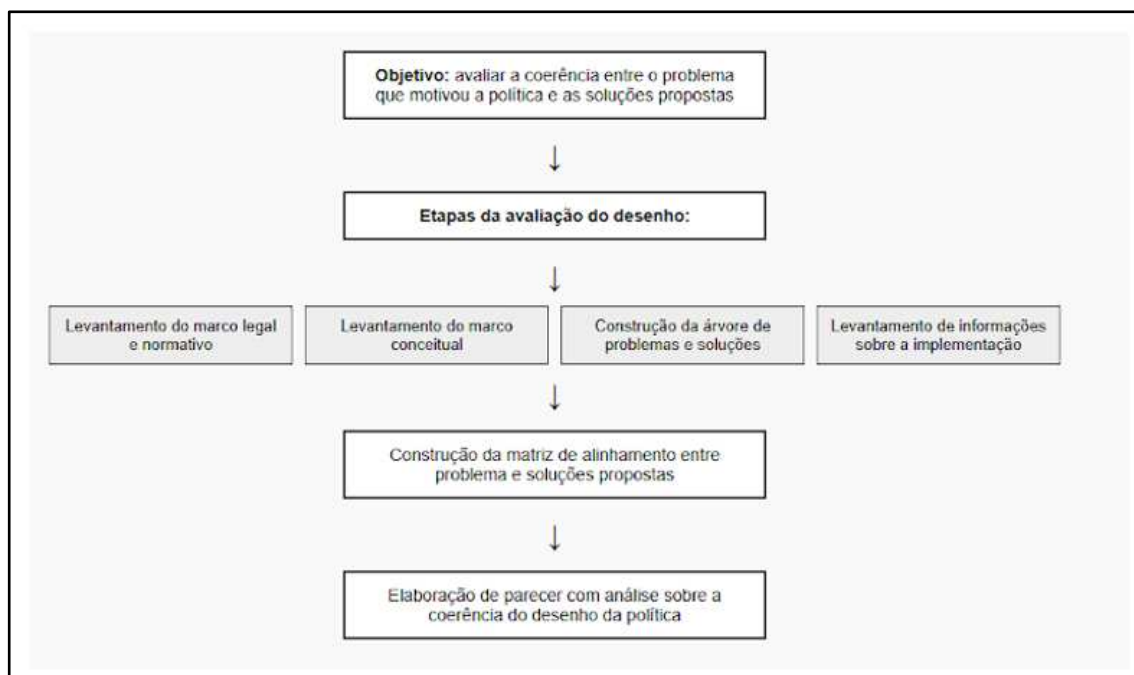 Objetivo: avaliar a coerência entre o problema
que motivou a política e as soluções propostas
↓
Etapas da avaliação do desenho:
↓
Levantamento do marco legal
e normativo
Levantamento do marco
conceitual
Construção da árvore de
problemas e soluções
Levantamento de informações
sobre a implementação
↓
Construção da matriz de alinhamento entre
problema e soluções propostas
↓
Elaboração de parecer com análise sobre a
coerência do desenho da política